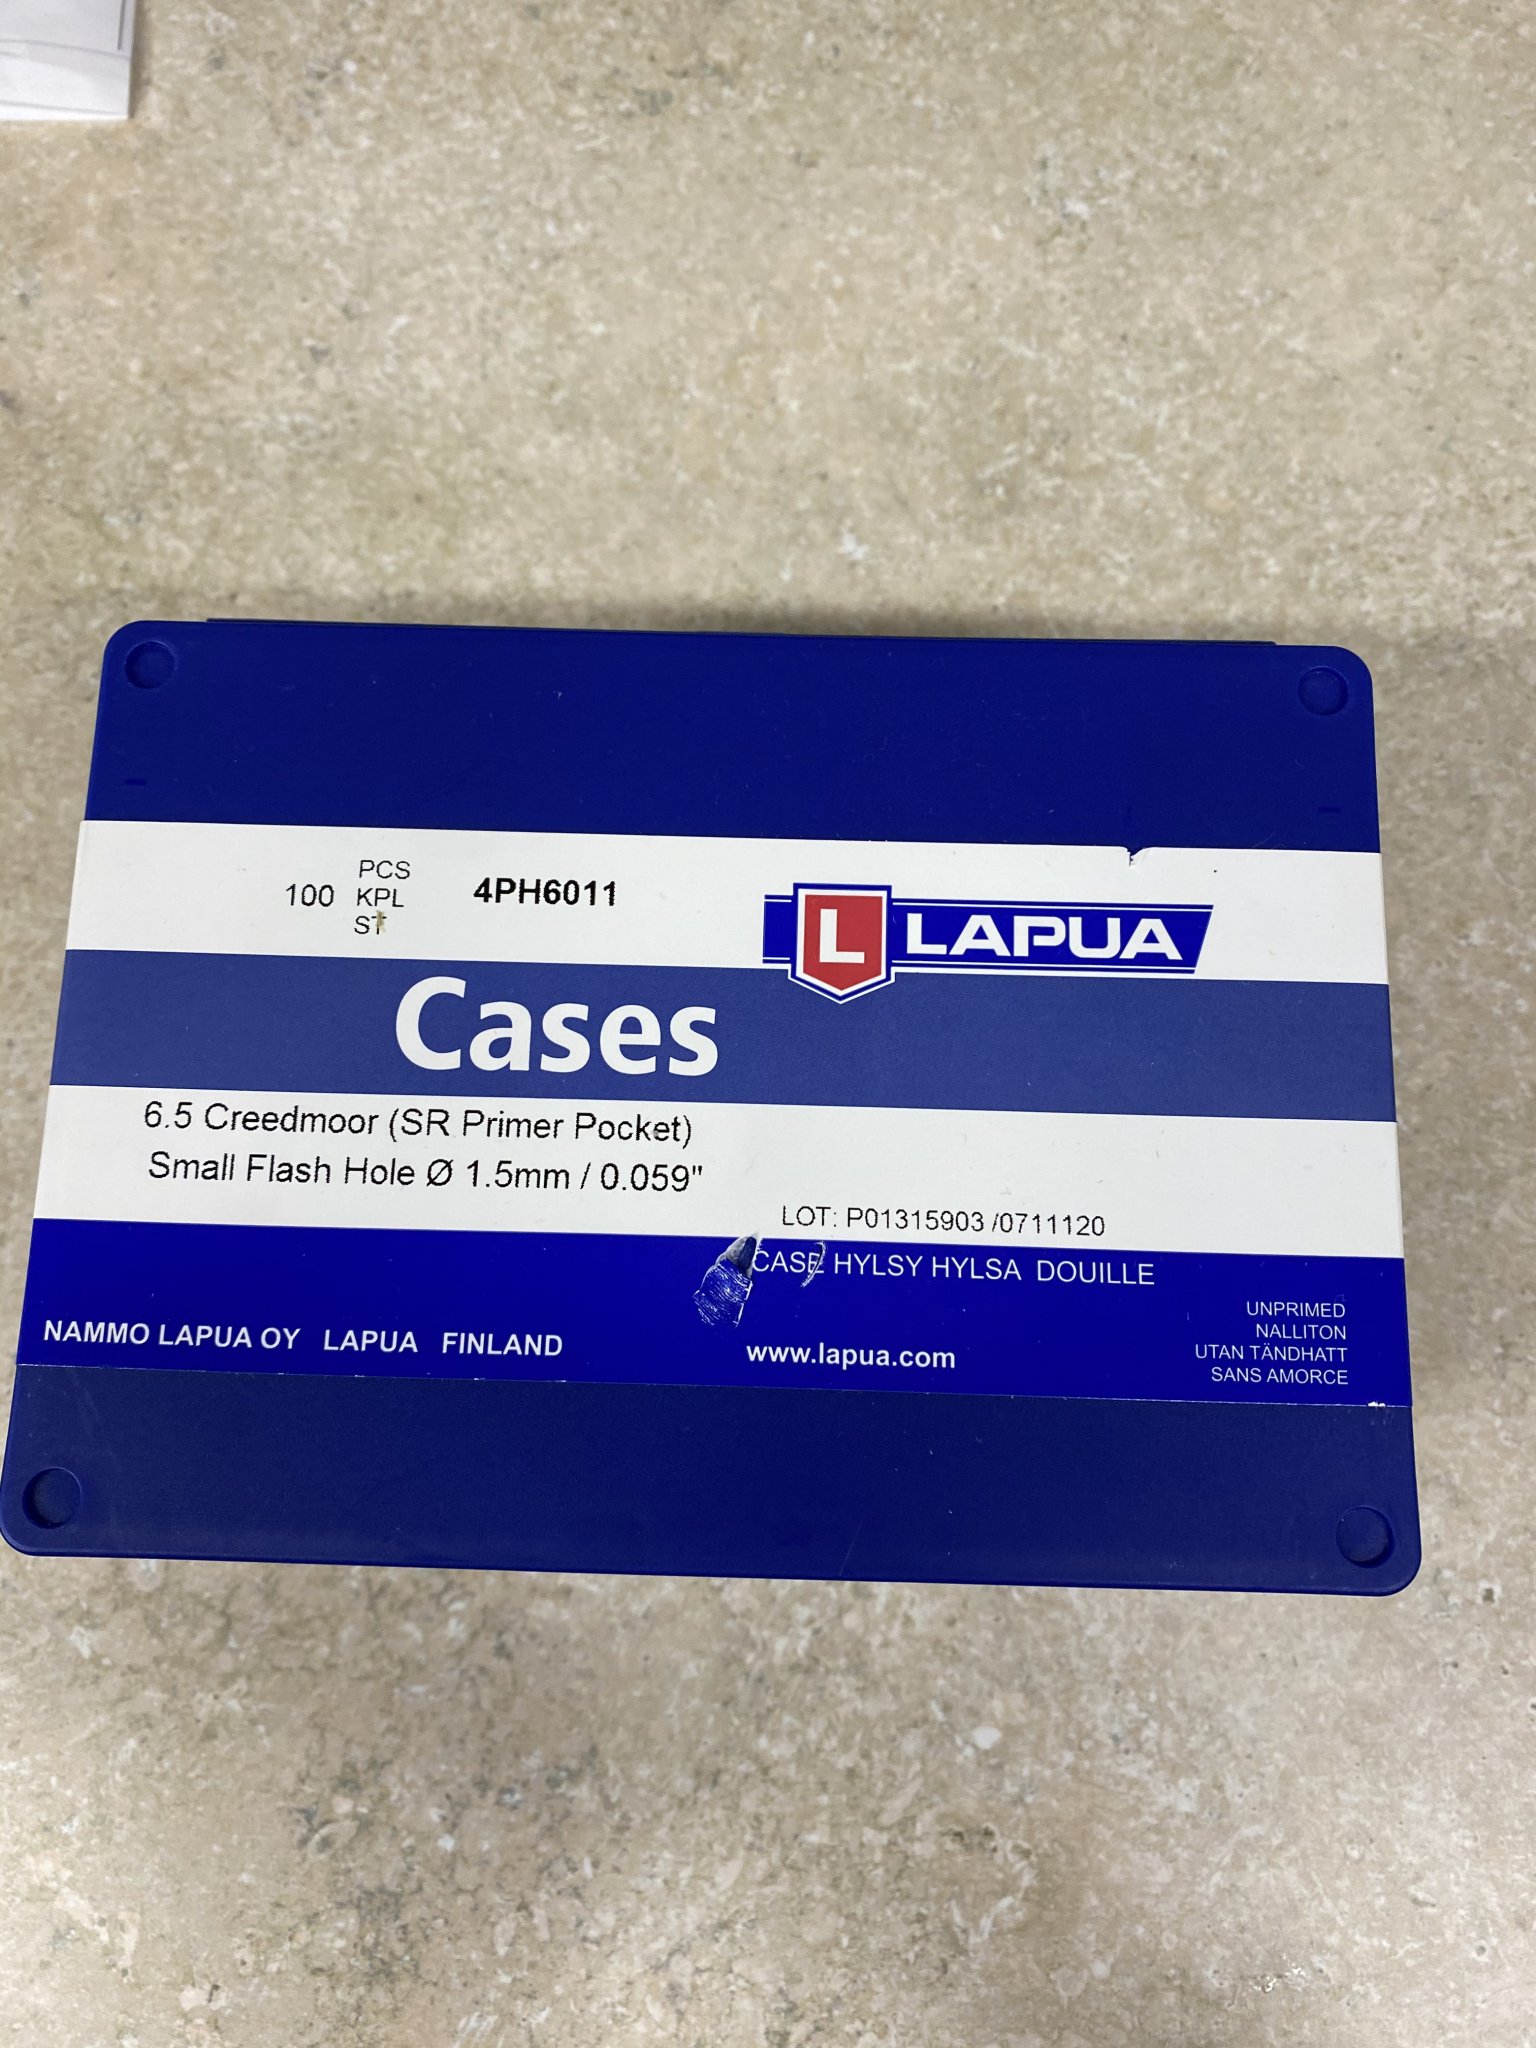 PCS
100 KPL 4PH6011
ST
L LAPUA
Cases
6.5 Creedmoor (SR Primer Pocket)
Small Flash Hole Ø 1.5mm / 0.059"
LOT: P01315903 /0711120
CASE HYLSY HYLSA DOUILLE
NAMMO LAPUA OY LAPUA FINLAND
www.lapua.com
UNPRIMED
NALLITON
UTAN TÄNDHATT
SANS AMORCE